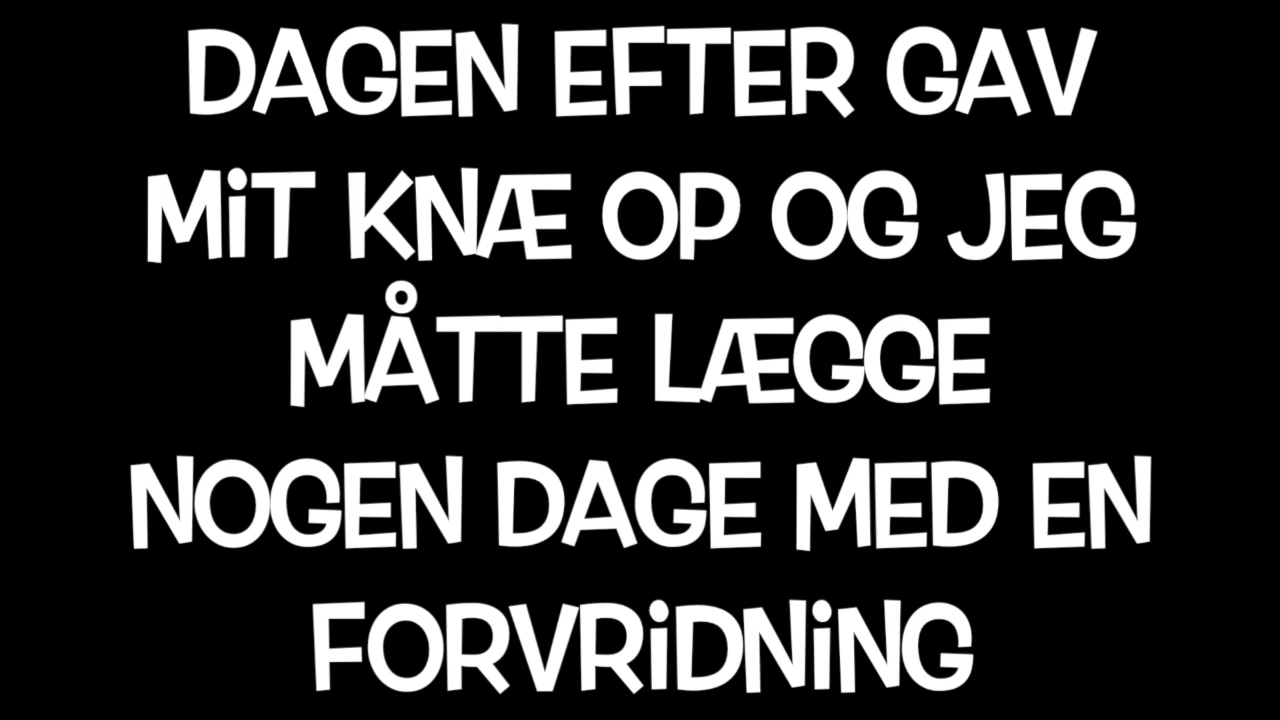 DAGEN EFTER GAV
MiT KNÆ OP OG JEG
MÅTTE LÆGGE
NOGEN DAGE MED EN
FORVRiDNiNG